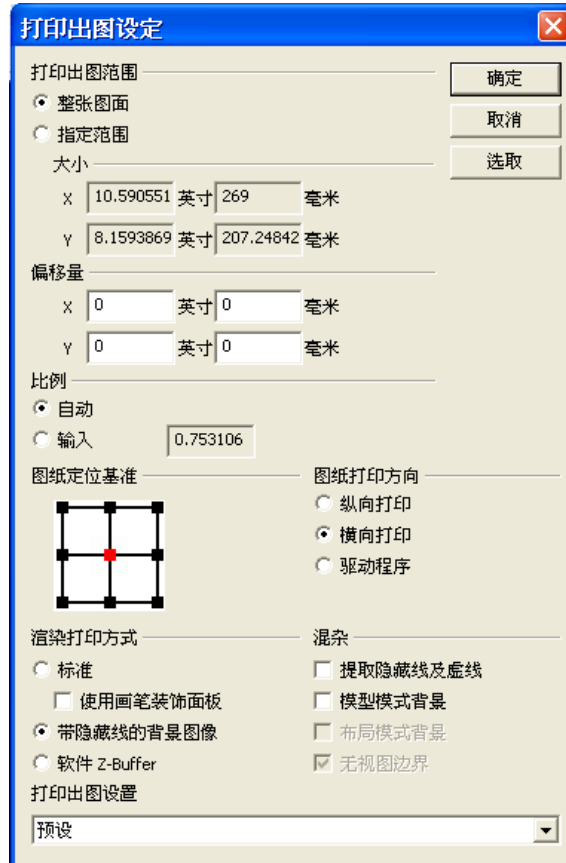 打印出图设定
打印出图范围
确定
整张图面
取消
指定范围
选取
大小
X 10.590551 英寸 269 毫米
Y 8.1593869 英寸 207.24842 毫米
偏移量
X 0 英寸 0 毫米
Y 0 英寸 0 毫米
比例
自动
输入 0.753106
图纸定位基准
图纸打印方向
纵向打印
横向打印
驱动程序
渲染打印方式
混杂
标准
提取隐藏线及虚线
使用画笔装饰面板
模型模式背景
带隐藏线的背景图像
布局模式背景
软件 Z-Buffer
无视图边界
打印出图设置
预设